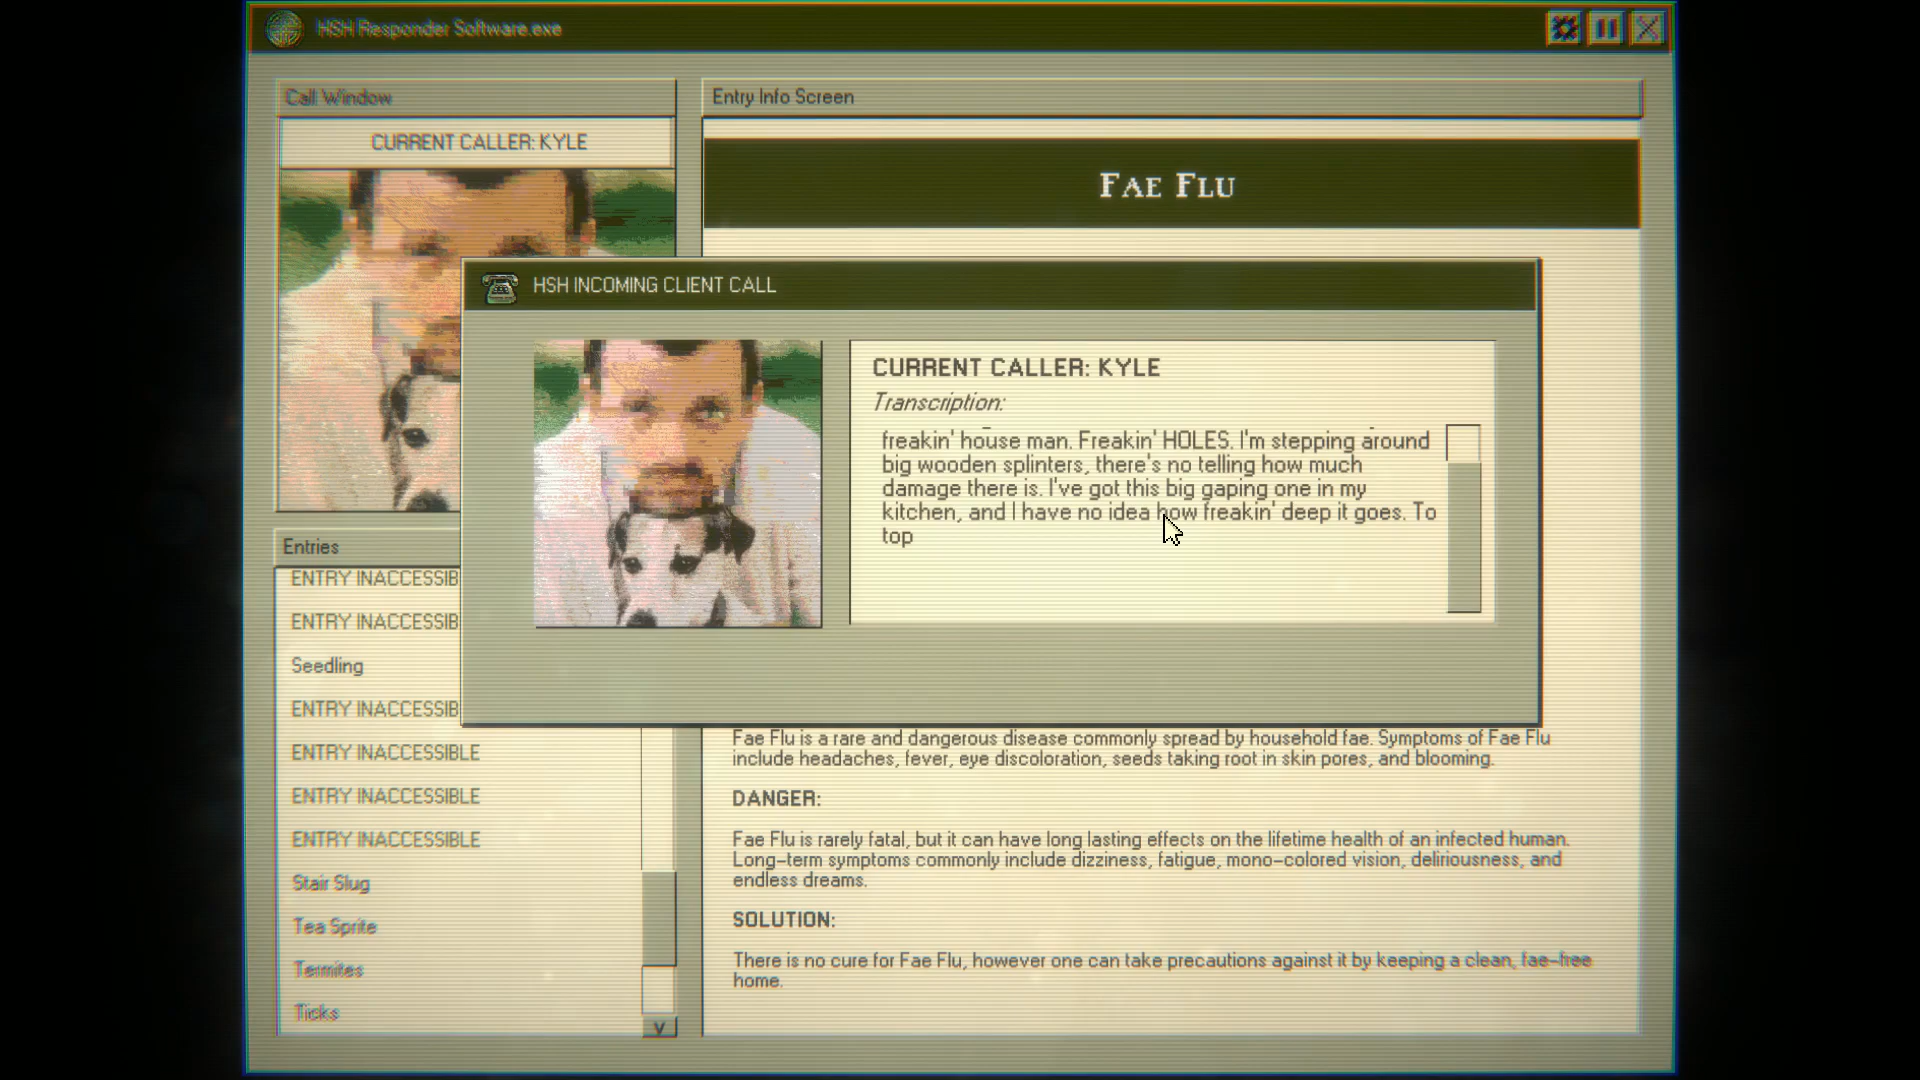 HSH Responder Software.exe
Call Window
CURRENT CALLER: KYLE
Entries
ENTRY INACCESSIB
ENTRY INACCESSIB
Seedling
ENTRY INACCESSIB
ENTRY INACCESSIBLE
ENTRY INACCESSIBLE
ENTRY INACCESSIBLE
Stair Slug
Tea Sprite
Termites
Ticks
V
Entry Info Screen
FAE FLU
HSH INCOMING CLIENT CALL
CURRENT CALLER: KYLE
Transcription:
freakin' house man. Freakin' HOLES. I'm stepping around
big wooden splinters, there's no telling how much
damage there is. I've got this big gaping one in my
kitchen, and I have no idea how freakin' deep it goes. To
top
Fae Flu is a rare and dangerous disease commonly spread by household fae. Symptoms of Fae Flu
include headaches, fever, eye discoloration, seeds taking root in skin pores, and blooming.
DANGER:
Fae Flu is rarely fatal, but it can have long lasting effects on the lifetime health of an infected human.
Long-term symptoms commonly include dizziness, fatigue, mono-colored vision, deliriousness, and
endless dreams.
SOLUTION:
There is no cure for Fae Flu, however one can take precautions against it by keeping a clean, fae-free
home.